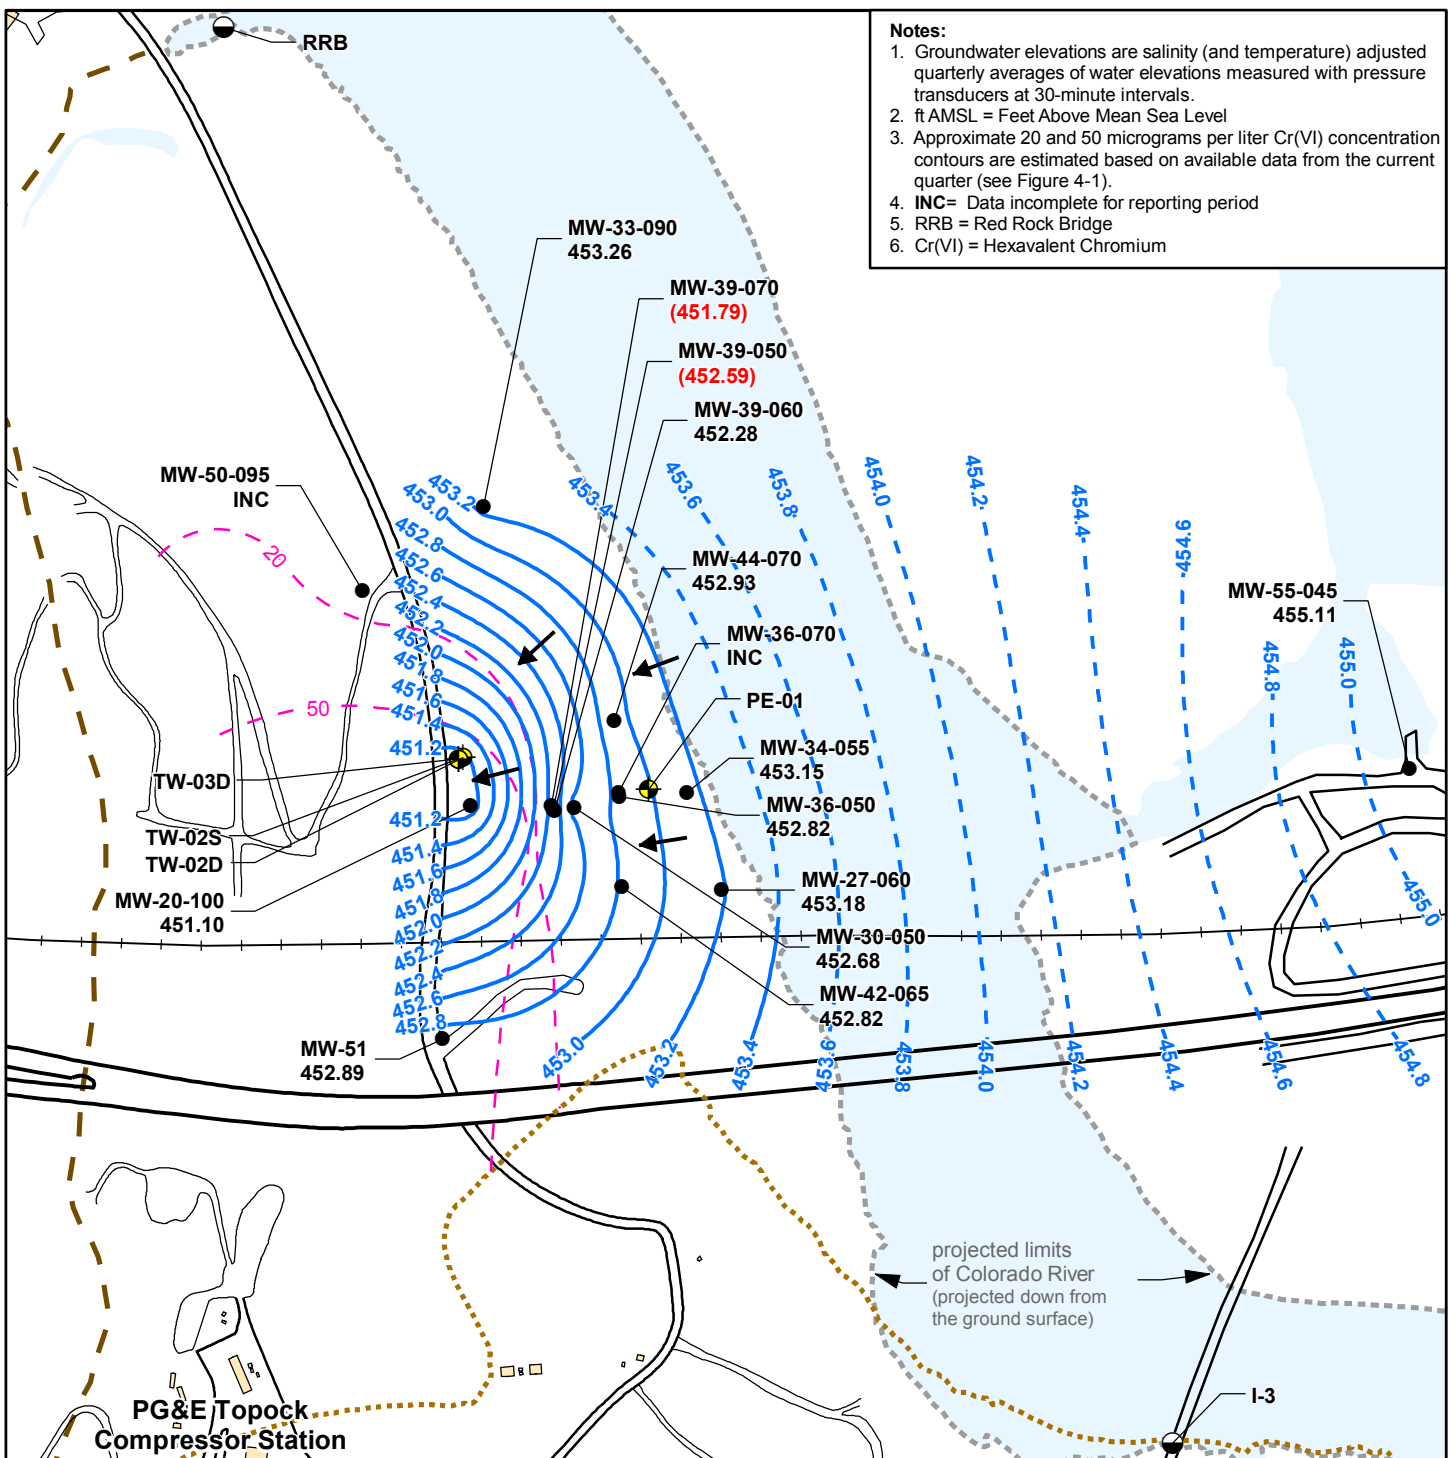 Notes:
1. Groundwater elevations are salinity (and temperature) adjusted
quarterly averages of water elevations measured with pressure
transducers at 30-minute intervals.
2. ft AMSL = Feet Above Mean Sea Level
3. Approximate 20 and 50 micrograms per liter Cr(VI) concentration
contours are estimated based on available data from the current
quarter (see Figure 4-1).
4. INC= Data incomplete for reporting period
5. RRB = Red Rock Bridge
6. Cr(VI) = Hexavalent Chromium
RRB
MW-33-090
453.26
MW-39-070
(451.79)
MW-39-050
(452.59)
MW-39-060
452.28
MW-50-095
INC
MW-44-070
452.93
MW-36-070
INC
PE-01
MW-34-055
453.15
MW-36-050
452.82
MW-27-060
453.18
MW-30-050
452.68
MW-42-065
452.82
MW-55-045
455.11
TW-03D
TW-02S
TW-02D
MW-20-100
451.10
MW-51
452.89
20
50
453.2
453.0
452.8
452.6
452.4
452.2
452.0
451.8
451.6
451.4
451.2
451.2
451.4
451.6
451.8
452.0
452.2
452.4
452.6
452.8
453.4
453.6
453.8
454.0
454.2
454.4
454.6
454.8
455.0
455.0
453.0
453.2
453.4
453.8
454.0
454.2
454.4
454.6
454.8
projected limits
of Colorado River
(projected down from
the ground surface)
I-3
PG&E Topock
Compressor Station